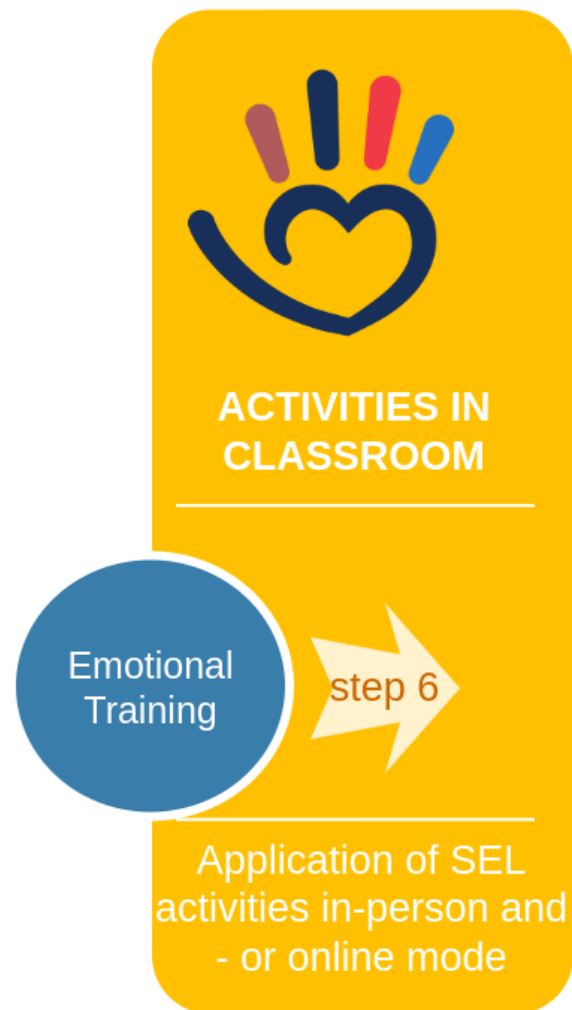 ACTIVITIES IN
CLASSROOM
Emotional
Training
step 6
Application of SEL
activities in-person and
- or online mode